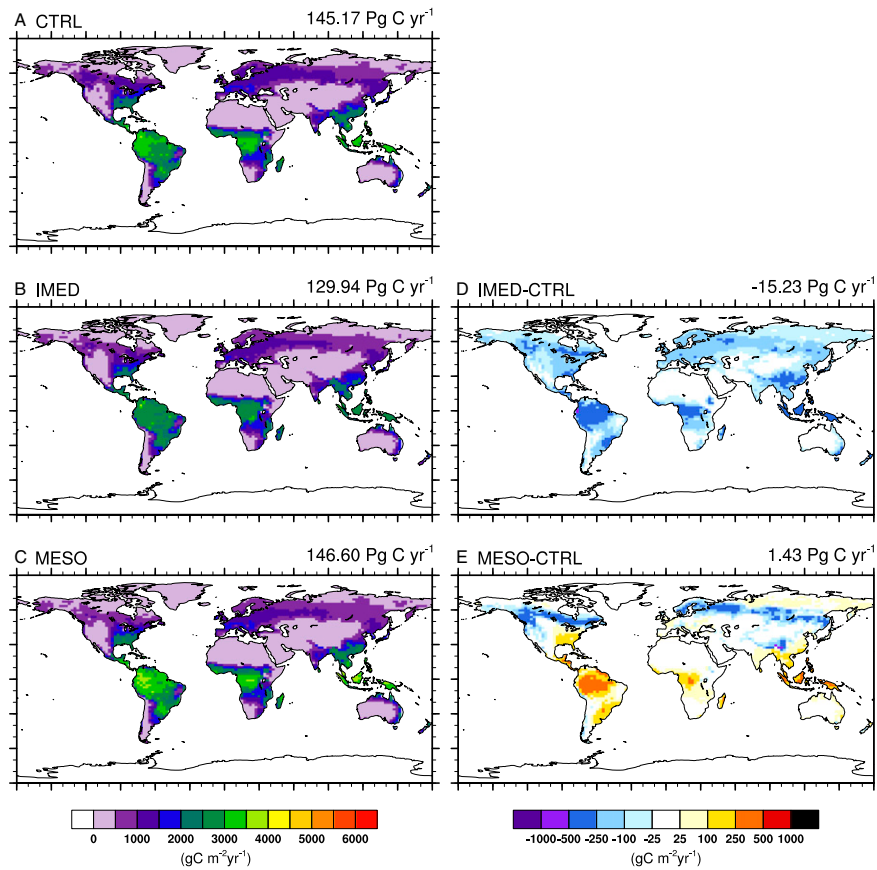 A CTRL 145.17 Pg C yr⁻¹
B IMED 129.94 Pg C yr⁻¹
D IMED-CTRL -15.23 Pg C yr⁻¹
C MESO 146.60 Pg C yr⁻¹
E MESO-CTRL 1.43 Pg C yr⁻¹
0 1000 2000 3000 4000 5000 6000
(gC m⁻²yr⁻¹)
-1000 -500 -250 -100 -25 25 100 250 500 1000
(gC m⁻²yr⁻¹)